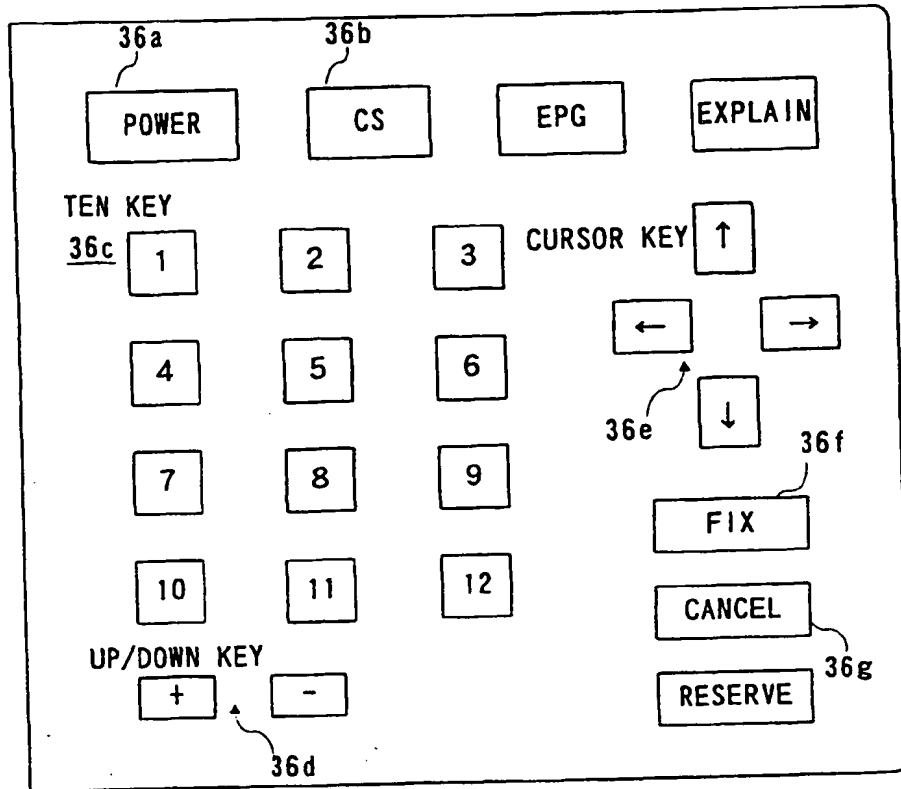 36a 36b
POWER CS EPG EXPLAIN
TEN KEY
36c 1 2 3 CURSOR KEY ↑
← →
4 5 6
36e ↓
36f
7 8 9
FIX
10 11 12
CANCEL
UP/DOWN KEY
36g
+ - RESERVE
36d